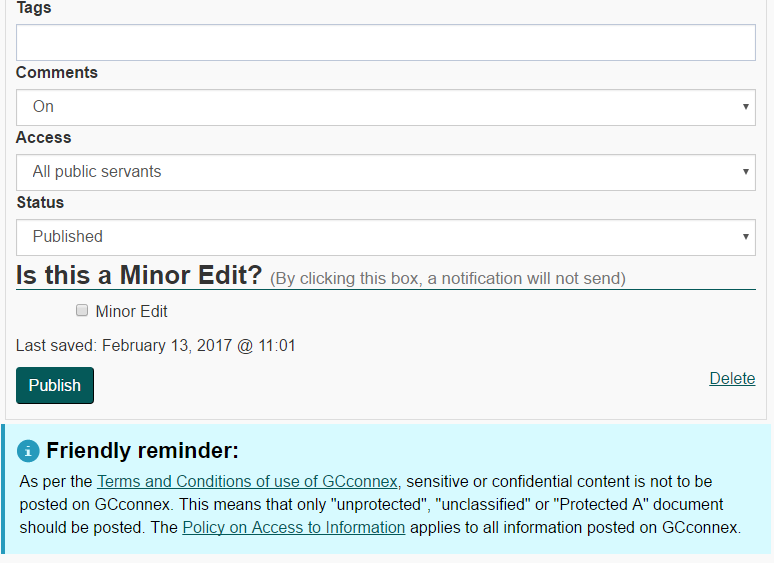 Tags
Comments
On
Access
All public servants
Status
Published
Is this a Minor Edit? (By clicking this box, a notification will not send)
Minor Edit
Last saved: February 13, 2017 @ 11:01
Publish
Delete
Friendly reminder:
As per the Terms and Conditions of use of GCconnex, sensitive or confidential content is not to be
posted on GCconnex. This means that only "unprotected", "unclassified" or "Protected A" document
should be posted. The Policy on Access to Information applies to all information posted on GCconnex.